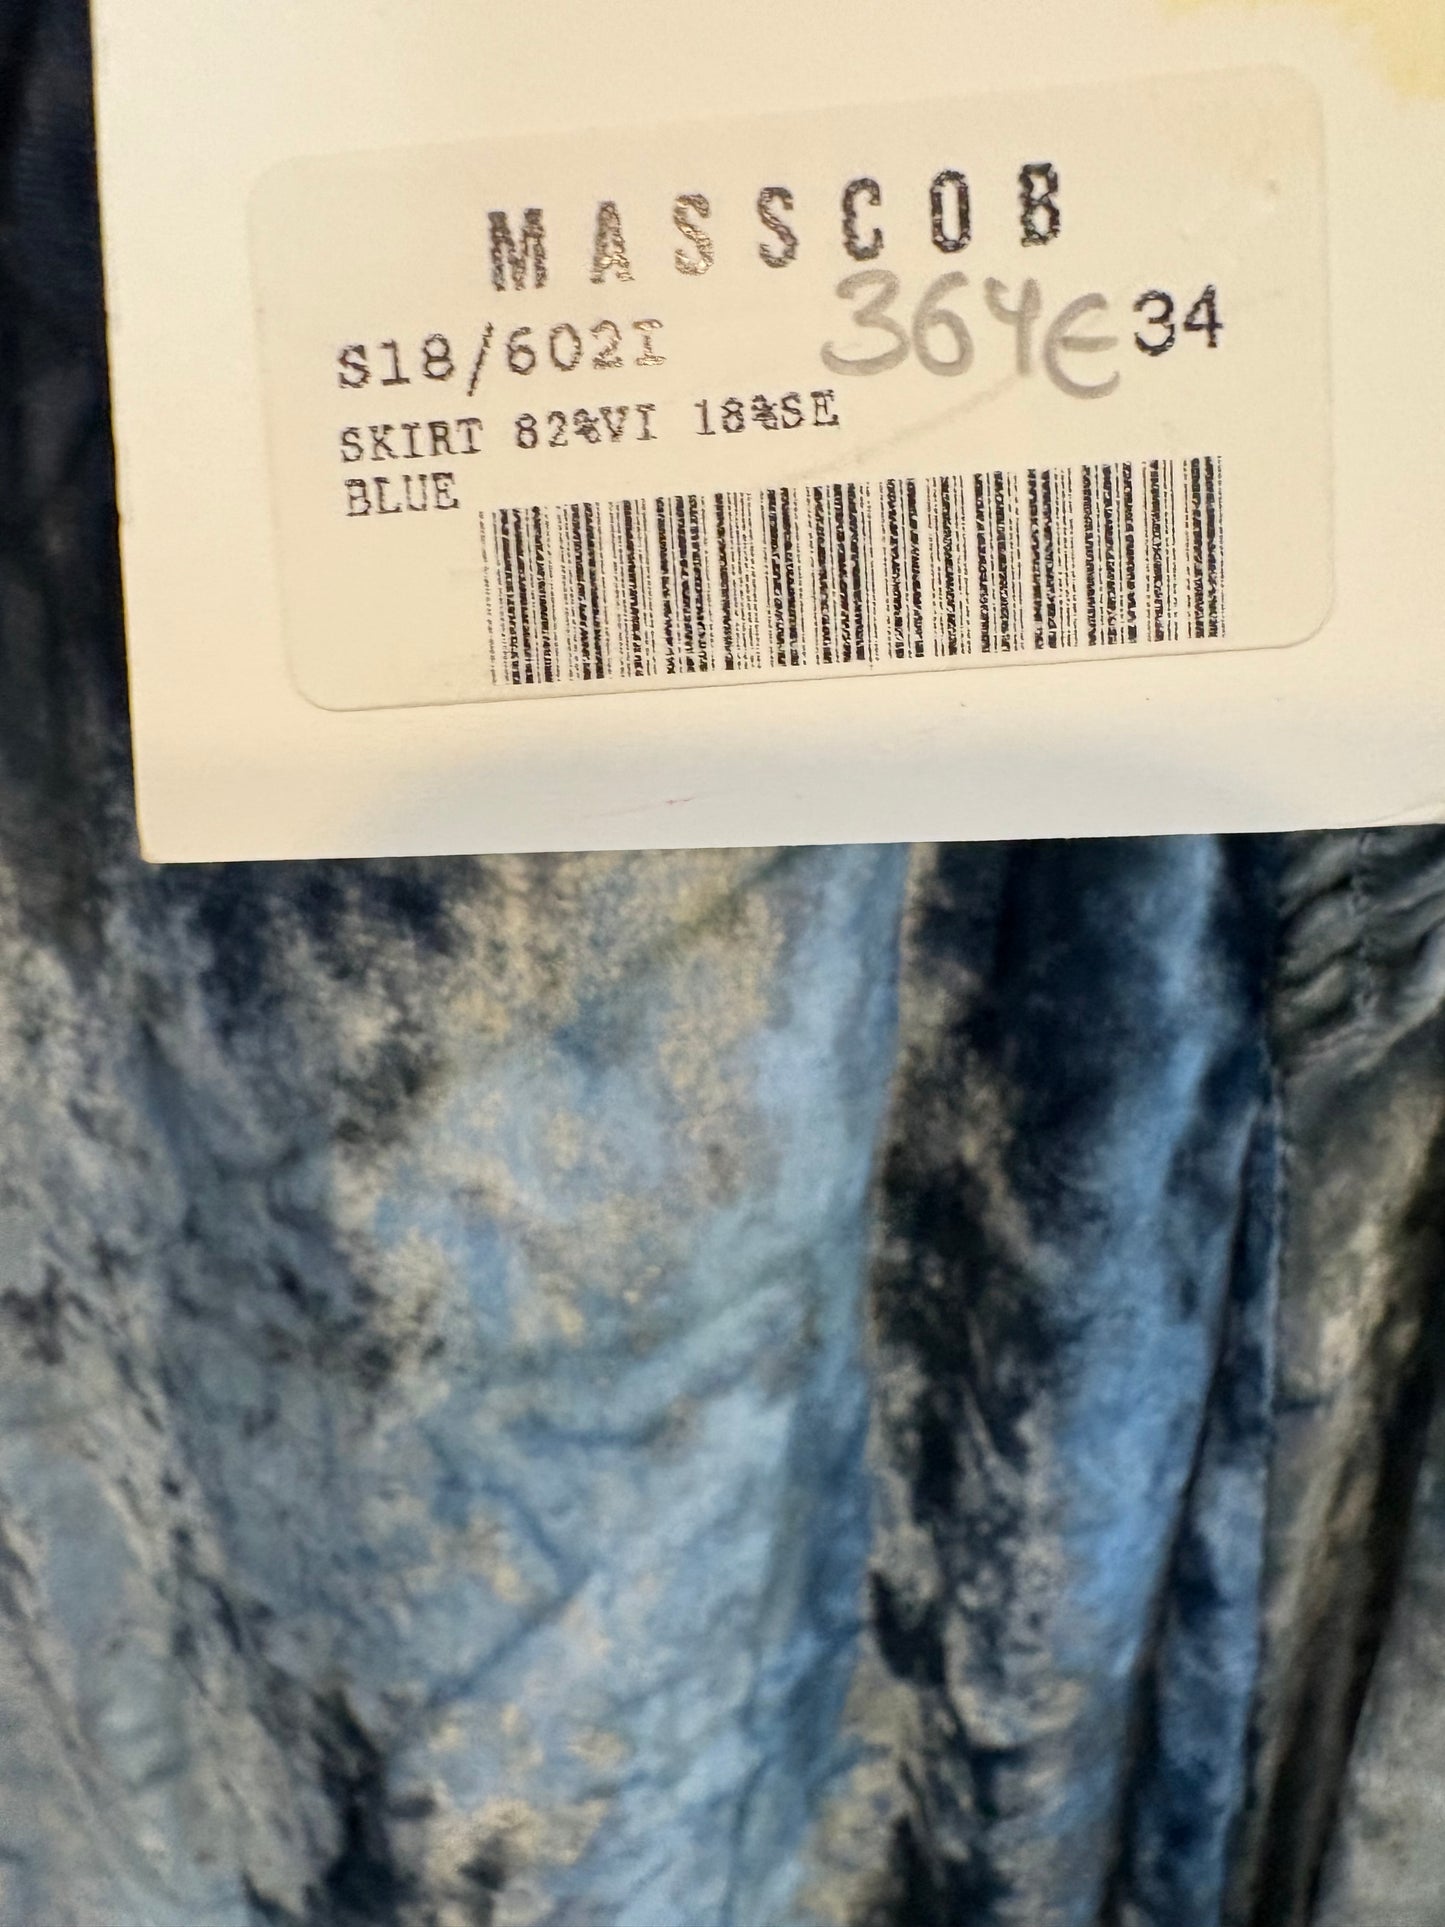 MASSCOB
S18/602I 364€ 34
SKIRT 82%VI 18%SE
BLUE